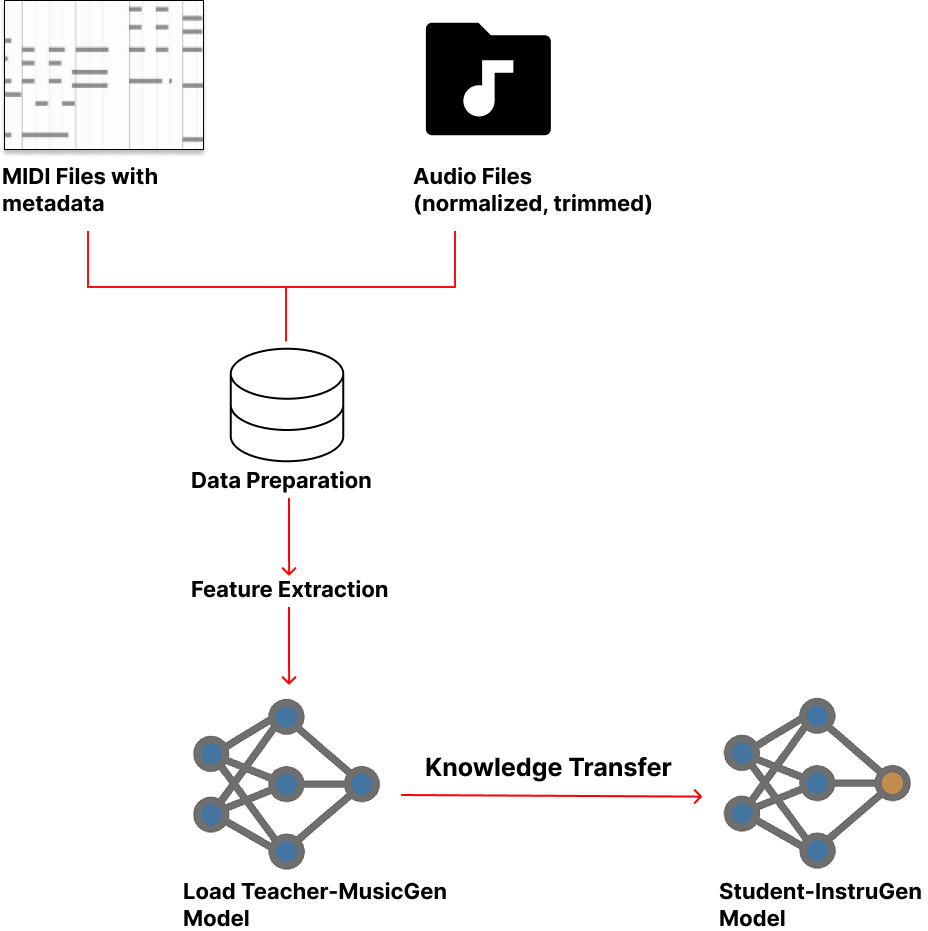 MIDI Files with
metadata
Audio Files
(normalized, trimmed)
Data Preparation
Feature Extraction
Knowledge Transfer
Load Teacher-MusicGen
Model
Student-InstruGen
Model